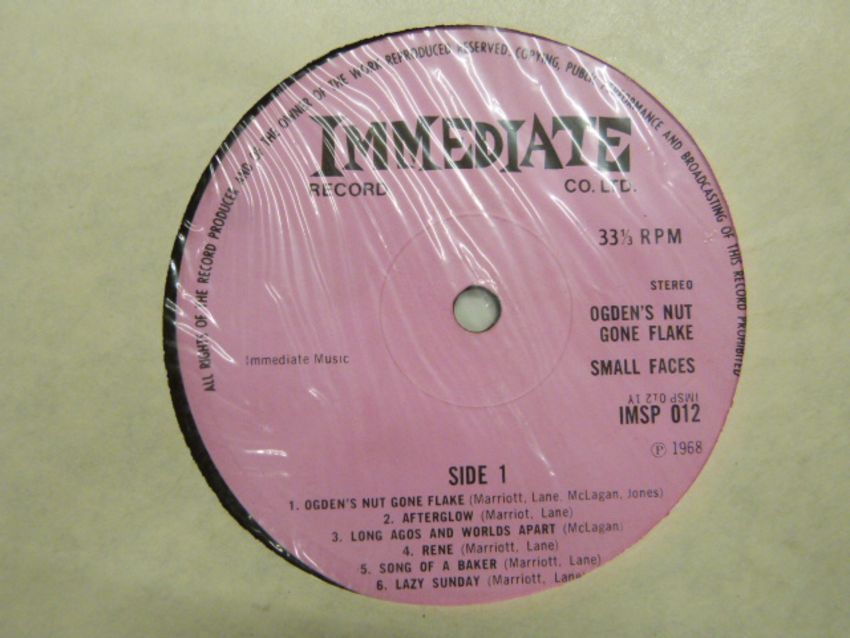 ALL RIGHTS OF THE RECORD PRODUCER AND OF THE OWNER OF THE WORK REPRODUCED RESERVED. COPYING, PUBLIC PERFORMANCE AND BROADCASTING OF THIS RECORD PROHIBITED
IMMEDIATE
RECORD CO. LTD.
33⅓ RPM
STEREO
OGDEN'S NUT
GONE FLAKE
Immediate Music
SMALL FACES
IMSP 012 1Y
IMSP 012
℗ 1968
SIDE 1
1. OGDEN'S NUT GONE FLAKE (Marriott, Lane, McLagan, Jones)
2. AFTERGLOW (Marriot, Lane)
3. LONG AGOS AND WORLDS APART (McLagan)
4. RENE (Marriott, Lane)
5. SONG OF A BAKER (Marriott, Lane)
6. LAZY SUNDAY (Marriott, Lane)